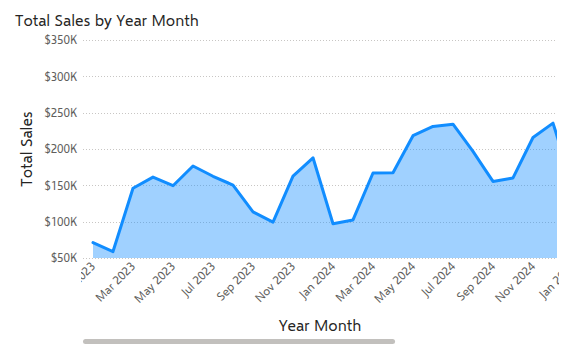 Total Sales by Year Month
$350K
$300K
$250K
$200K
$150K
$100K
$50K
Total Sales
Mar 2023
May 2023
Jul 2023
Sep 2023
Nov 2023
Jan 2024
Mar 2024
May 2024
Jul 2024
Sep 2024
Nov 2024
Year Month